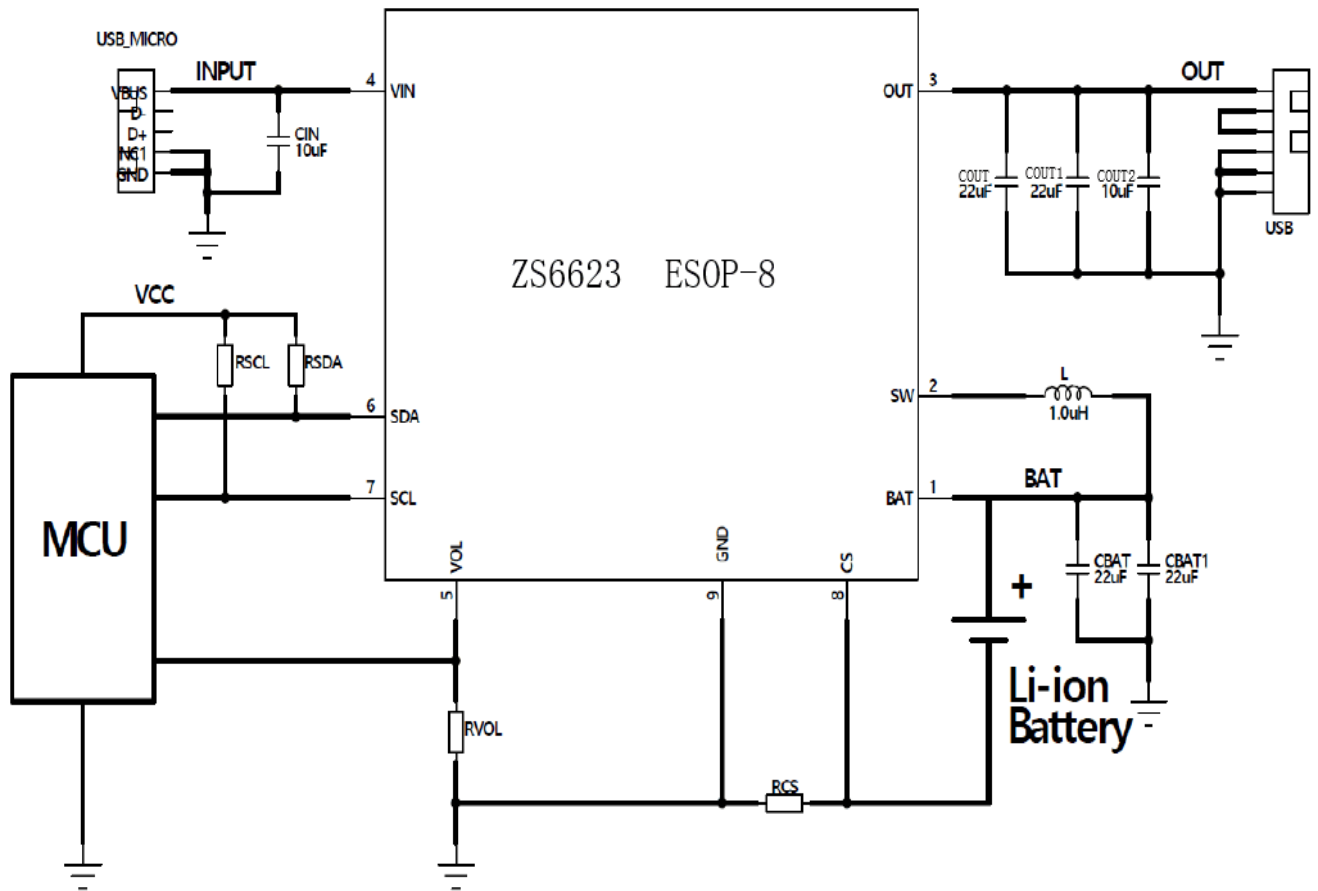 USB_MICRO
INPUT
VBUS
D-
D+
NC1
GND
CIN
10uF
4
VIN
OUT
3
OUT
COUT
22uF
COUT1
22uF
COUT2
10uF
USB
ZS6623 ESOP-8
VCC
RSCL
RSDA
6
SDA
7
SCL
MCU
SW
2
L
1.0uH
BAT
1
BAT
VOL
5
GND
9
CS
8
CBAT
22uF
CBAT1
22uF
+
Li-ion
Battery
RVOL
RCS